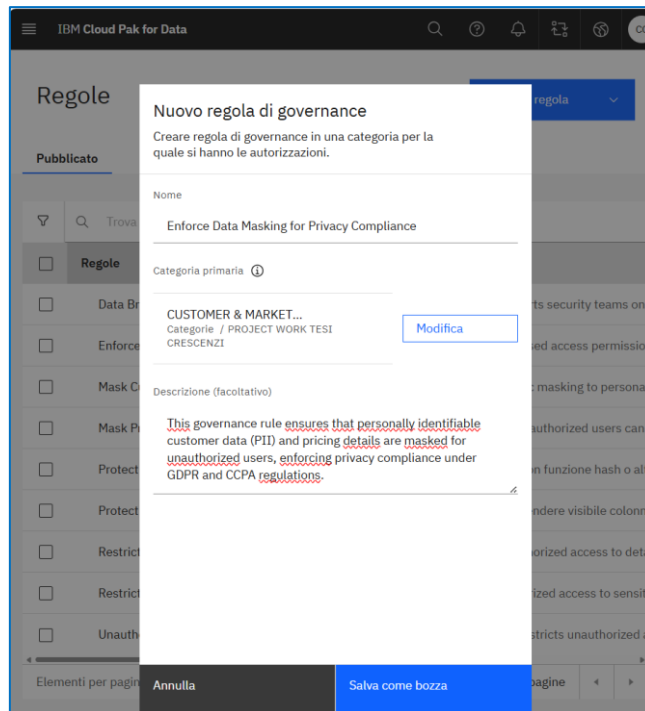 IBM Cloud Pak for Data
Regole
regola
Pubblicato
Trova
Regole
Data Br
rts security teams on
Enforce
sed access permissio
Mask C
masking to persona
Mask P
authorized users can
Protect
on funzione hash o al
Protect
ndere visibile colonn
Restrict
orized access to deta
Restrict
ized access to sensit
Unauth
stricts unauthorized
Elementi per pagin
pagine
Nuovo regola di governance
Creare regola di governance in una categoria per la
quale si hanno le autorizzazioni.
Nome
Enforce Data Masking for Privacy Compliance
Categoria primaria
CUSTOMER & MARKET...
Categorie / PROJECT WORK TESI
CRESCENZI
Modifica
Descrizione (facoltativo)
This governance rule ensures that personally identifiable
customer data (PII) and pricing details are masked for
unauthorized users, enforcing privacy compliance under
GDPR and CCPA regulations.
Annulla
Salva come bozza